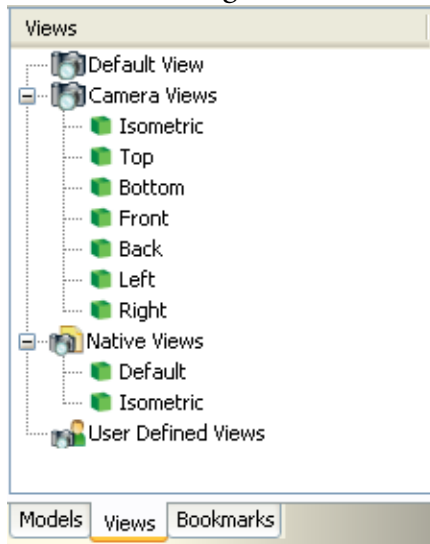 Views
Default View
Camera Views
Isometric
Top
Bottom
Front
Back
Left
Right
Native Views
Default
Isometric
User Defined Views
Models Views Bookmarks